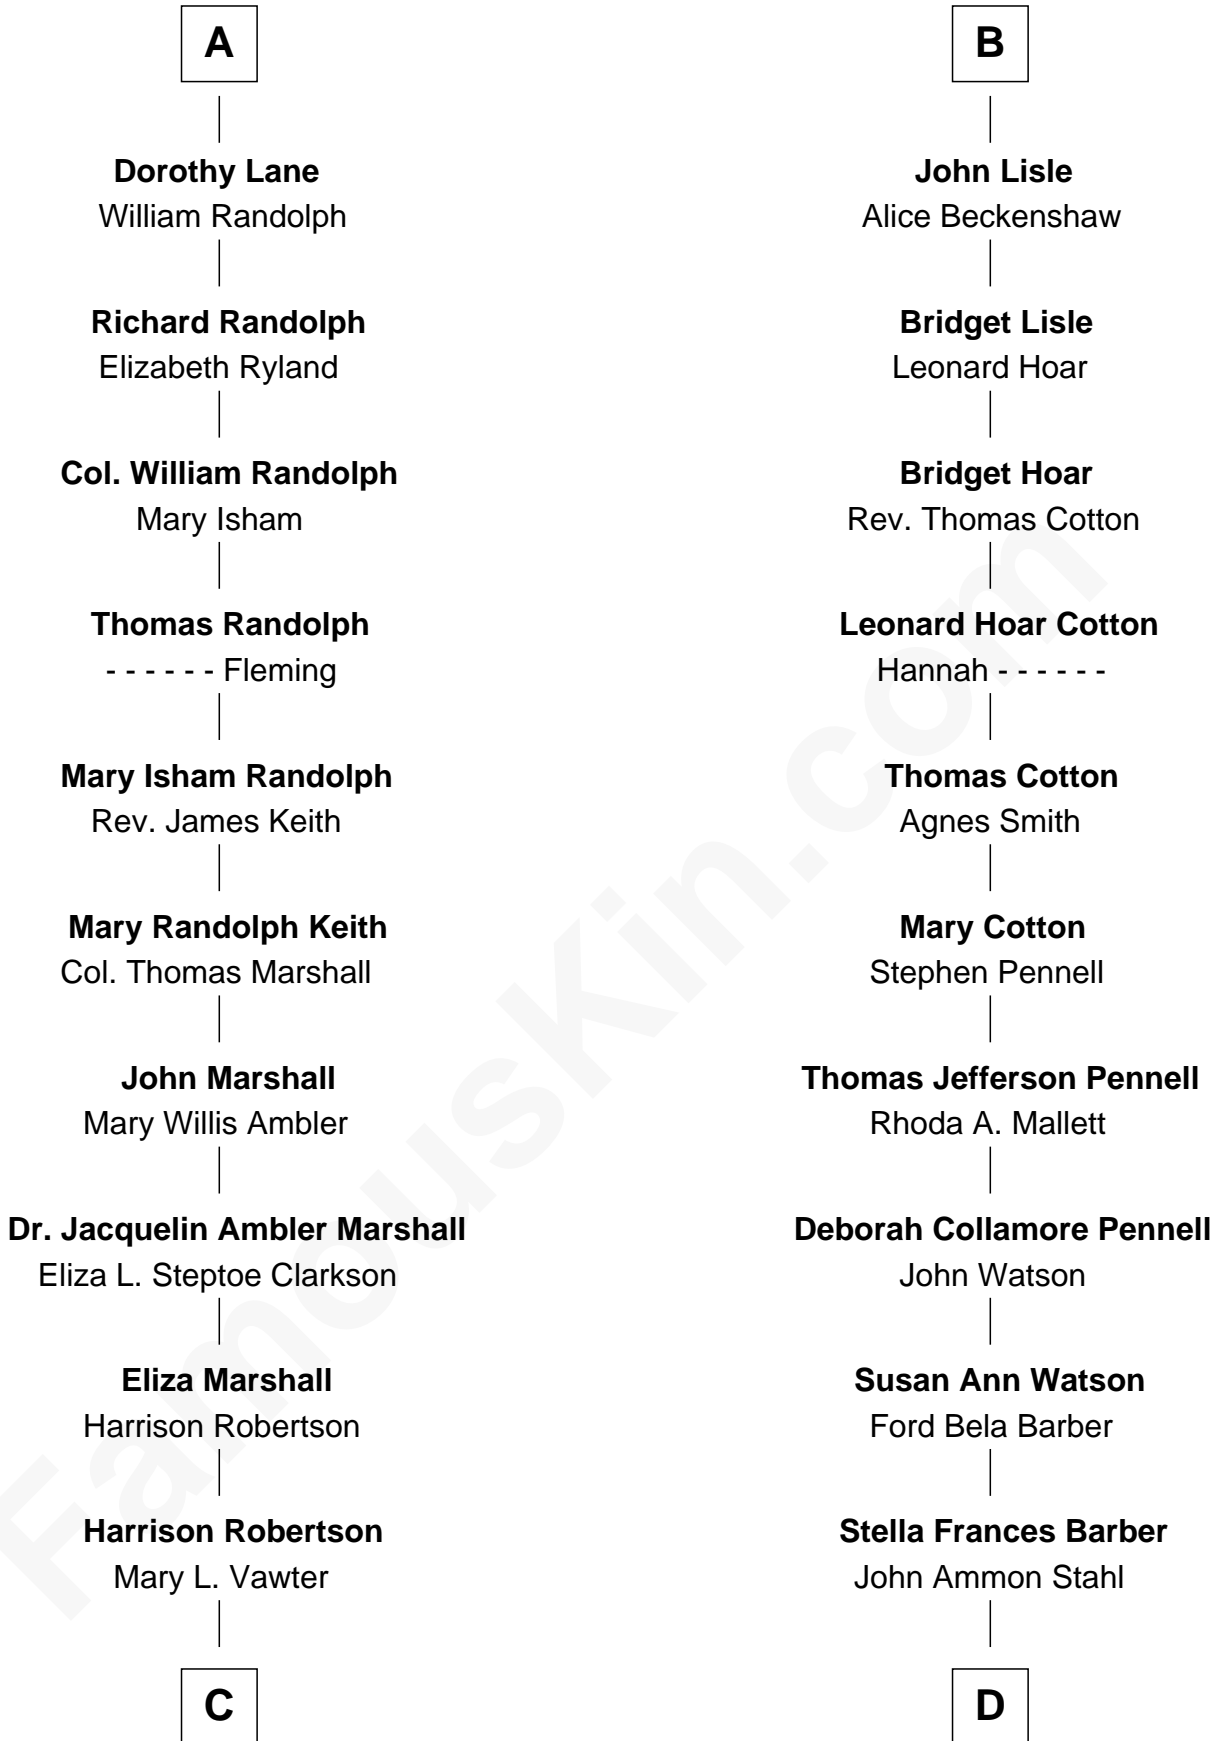 A
Dorothy Lane
William Randolph
Richard Randolph
Elizabeth Ryland
Col. William Randolph
Mary Isham
Thomas Randolph
- - - - - - Fleming
Mary Isham Randolph
Rev. James Keith
Mary Randolph Keith
Col. Thomas Marshall
John Marshall
Mary Willis Ambler
Dr. Jacquelin Ambler Marshall
Eliza L. Steptoe Clarkson
Eliza Marshall
Harrison Robertson
Harrison Robertson
Mary L. Vawter
C
B
John Lisle
Alice Beckenshaw
Bridget Lisle
Leonard Hoar
Bridget Hoar
Rev. Thomas Cotton
Leonard Hoar Cotton
Hannah - - - - - -
Thomas Cotton
Agnes Smith
Mary Cotton
Stephen Pennell
Thomas Jefferson Pennell
Rhoda A. Mallett
Deborah Collamore Pennell
John Watson
Susan Ann Watson
Ford Bela Barber
Stella Frances Barber
John Ammon Stahl
D
FamousKin.com